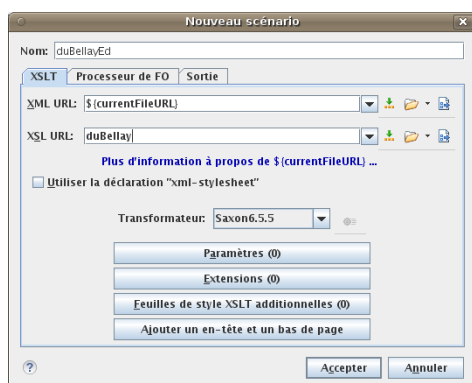 Nouveau scénario
Nom: duBellayEd
XSLT Processeur de FO Sortie
XML URL: ${currentFileURL}
XSL URL: duBellay
Plus d'information à propos de ${currentFileURL} ...
Utiliser la déclaration "xml-stylesheet"
Transformateur: Saxon6.5.5
Paramètres (0)
Extensions (0)
Feuilles de style XSLT additionnelles (0)
Ajouter un en-tête et un bas de page
? Accepter Annuler